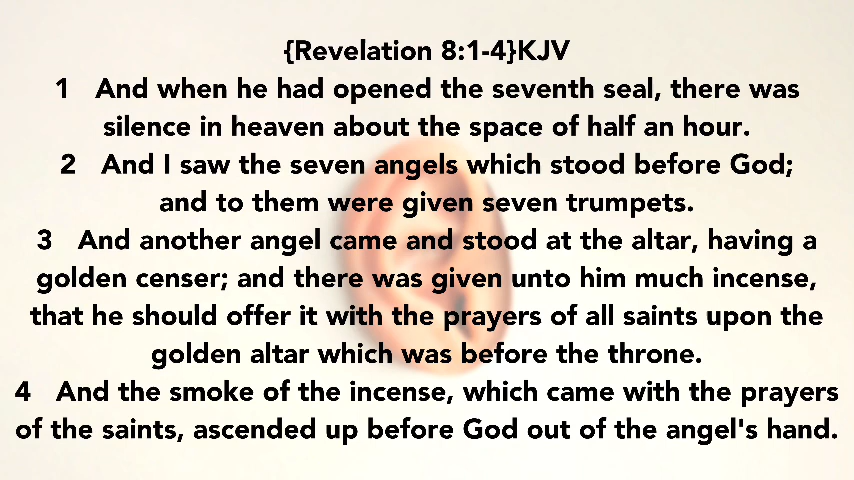 {Revelation 8:1-4}KJV
1 And when he had opened the seventh seal, there was
silence in heaven about the space of half an hour.
2 And I saw the seven angels which stood before God;
and to them were given seven trumpets.
3 And another angel came and stood at the altar, having a
golden censer; and there was given unto him much incense,
that he should offer it with the prayers of all saints upon the
golden altar which was before the throne.
4 And the smoke of the incense, which came with the prayers
of the saints, ascended up before God out of the angel's hand.